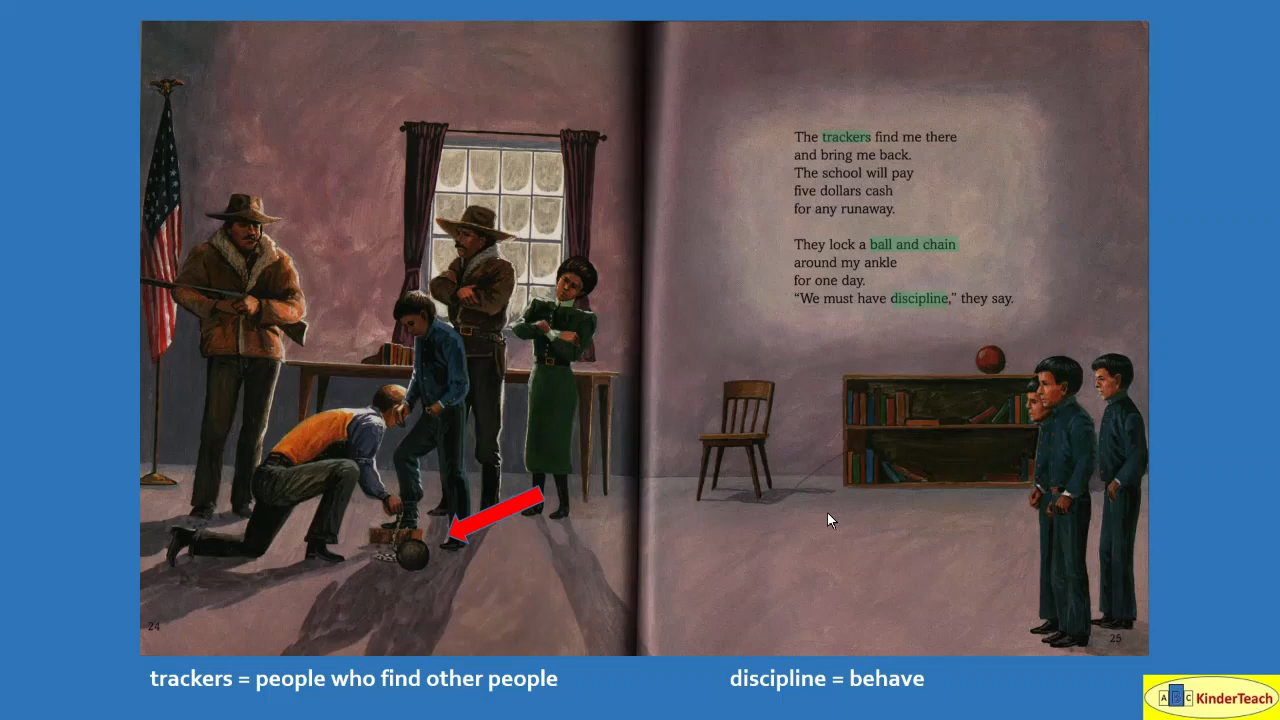 The trackers find me there
and bring me back.
The school will pay
five dollars cash
for any runaway.
They lock a ball and chain
around my ankle
for one day.
“We must have discipline,” they say.
24
25
trackers = people who find other people
discipline = behave
A B C KinderTeach